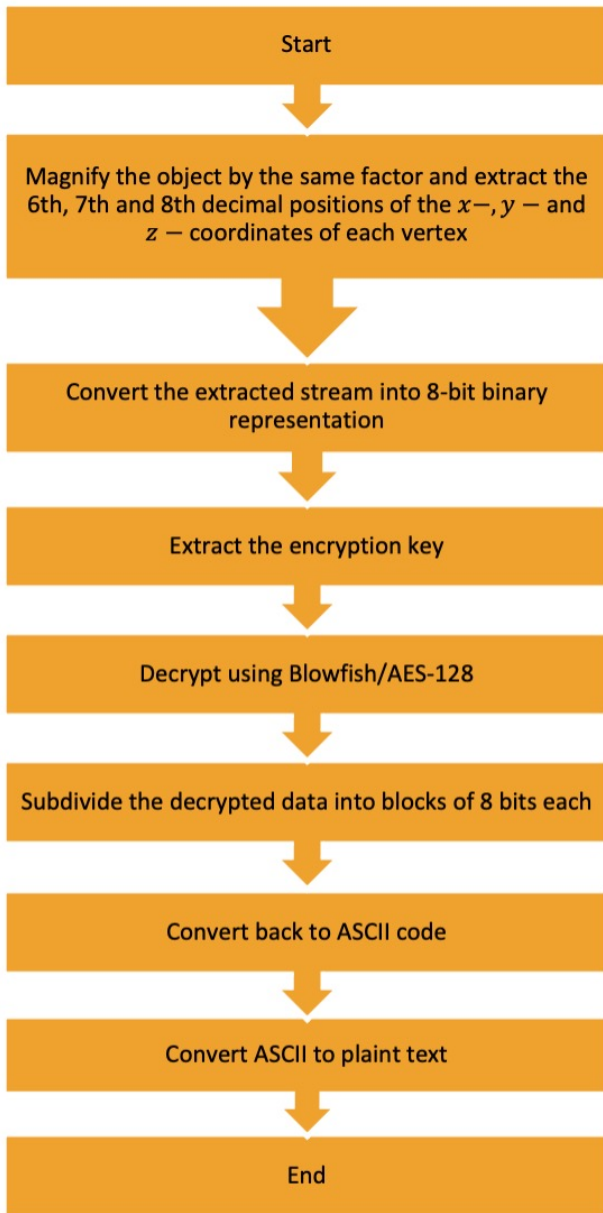 Start
Magnify the object by the same factor and extract the
6th, 7th and 8th decimal positions of the 𝑥−, 𝑦 − and
𝑧 − coordinates of each vertex
Convert the extracted stream into 8-bit binary
representation
Extract the encryption key
Decrypt using Blowfish/AES-128
Subdivide the decrypted data into blocks of 8 bits each
Convert back to ASCII code
Convert ASCII to plaint text
End